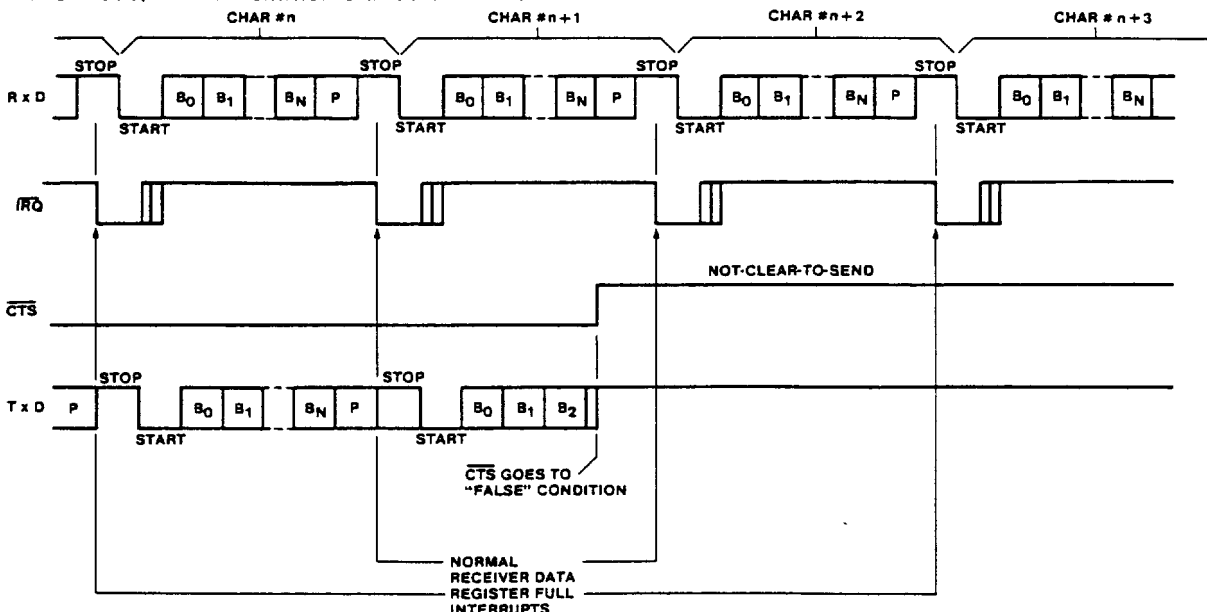 CHAR #n CHAR #n+1 CHAR #n+2 CHAR #n+3
STOP STOP STOP STOP
R x D B0 B1 BN P B0 B1 BN P B0 B1 BN P B0 B1 BN
START START START START
IRQ
NOT-CLEAR-TO-SEND
CTS
STOP STOP
T x D P B0 B1 BN P B0 B1 B2
START START
CTS GOES TO
"FALSE" CONDITION
NORMAL
RECEIVER DATA
REGISTER FULL
INTERRUPTS